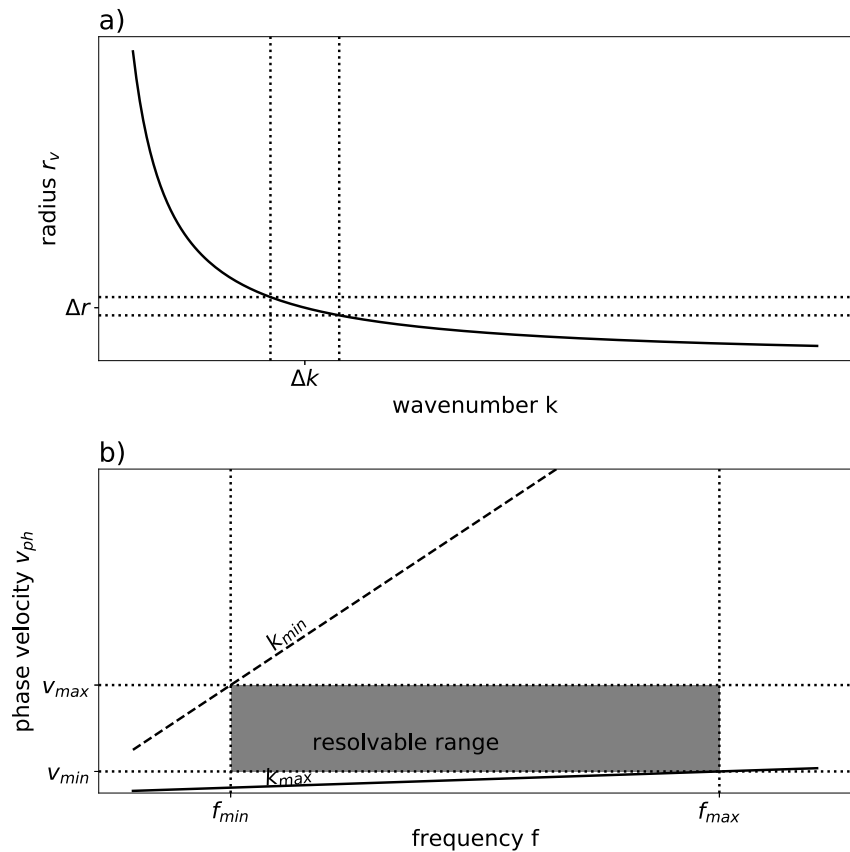 a)
radius r_v
Δr
Δk
wavenumber k
b)
phase velocity v_ph
k_min
v_max
resolvable range
v_min
k_max
f_min
f_max
frequency f